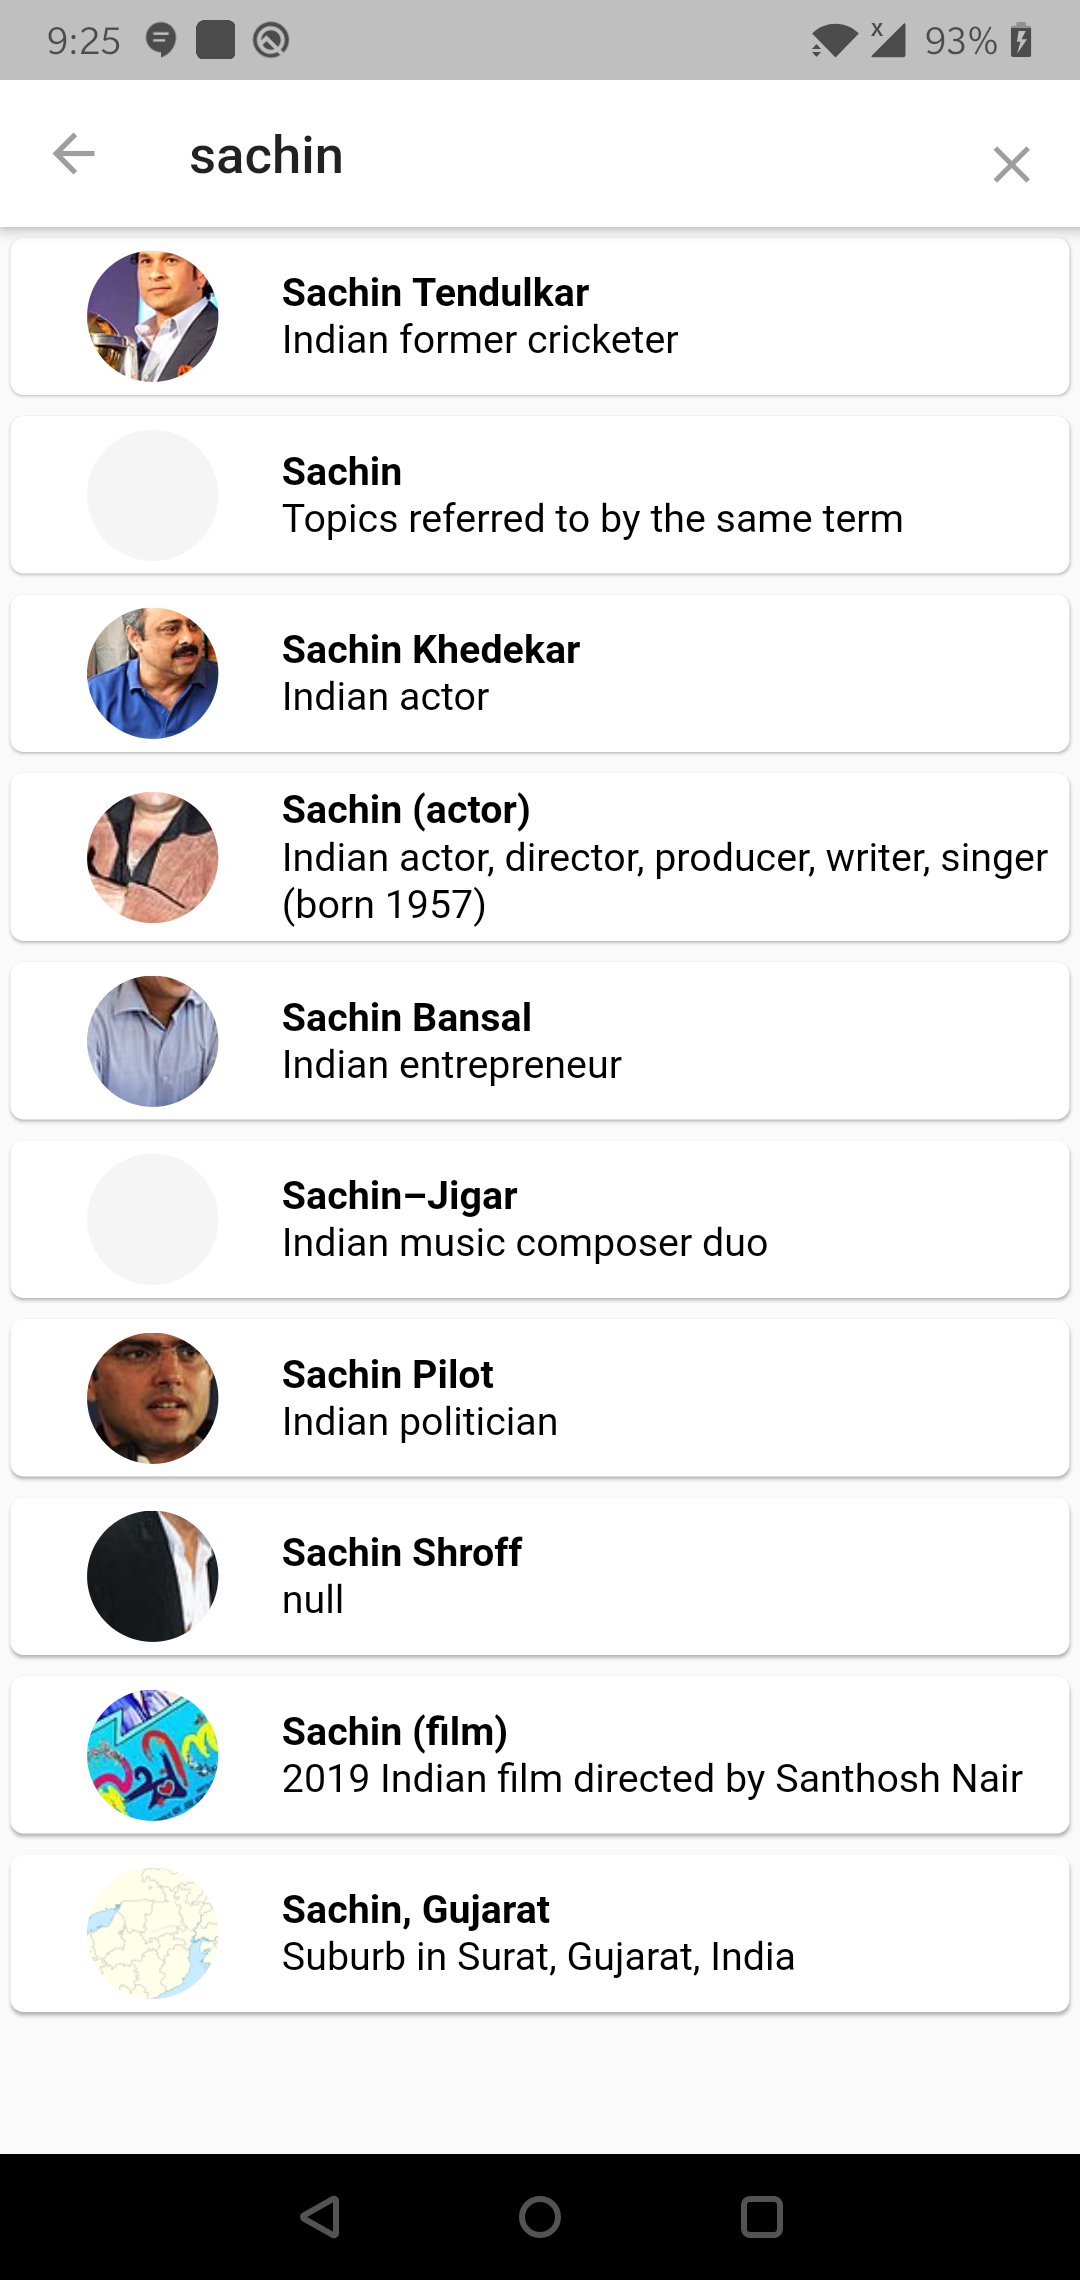 9:25
X 93%
sachin
Sachin Tendulkar
Indian former cricketer
Sachin
Topics referred to by the same term
Sachin Khedekar
Indian actor
Sachin (actor)
Indian actor, director, producer, writer, singer
(born 1957)
Sachin Bansal
Indian entrepreneur
Sachin–Jigar
Indian music composer duo
Sachin Pilot
Indian politician
Sachin Shroff
null
Sachin (film)
2019 Indian film directed by Santhosh Nair
Sachin, Gujarat
Suburb in Surat, Gujarat, India